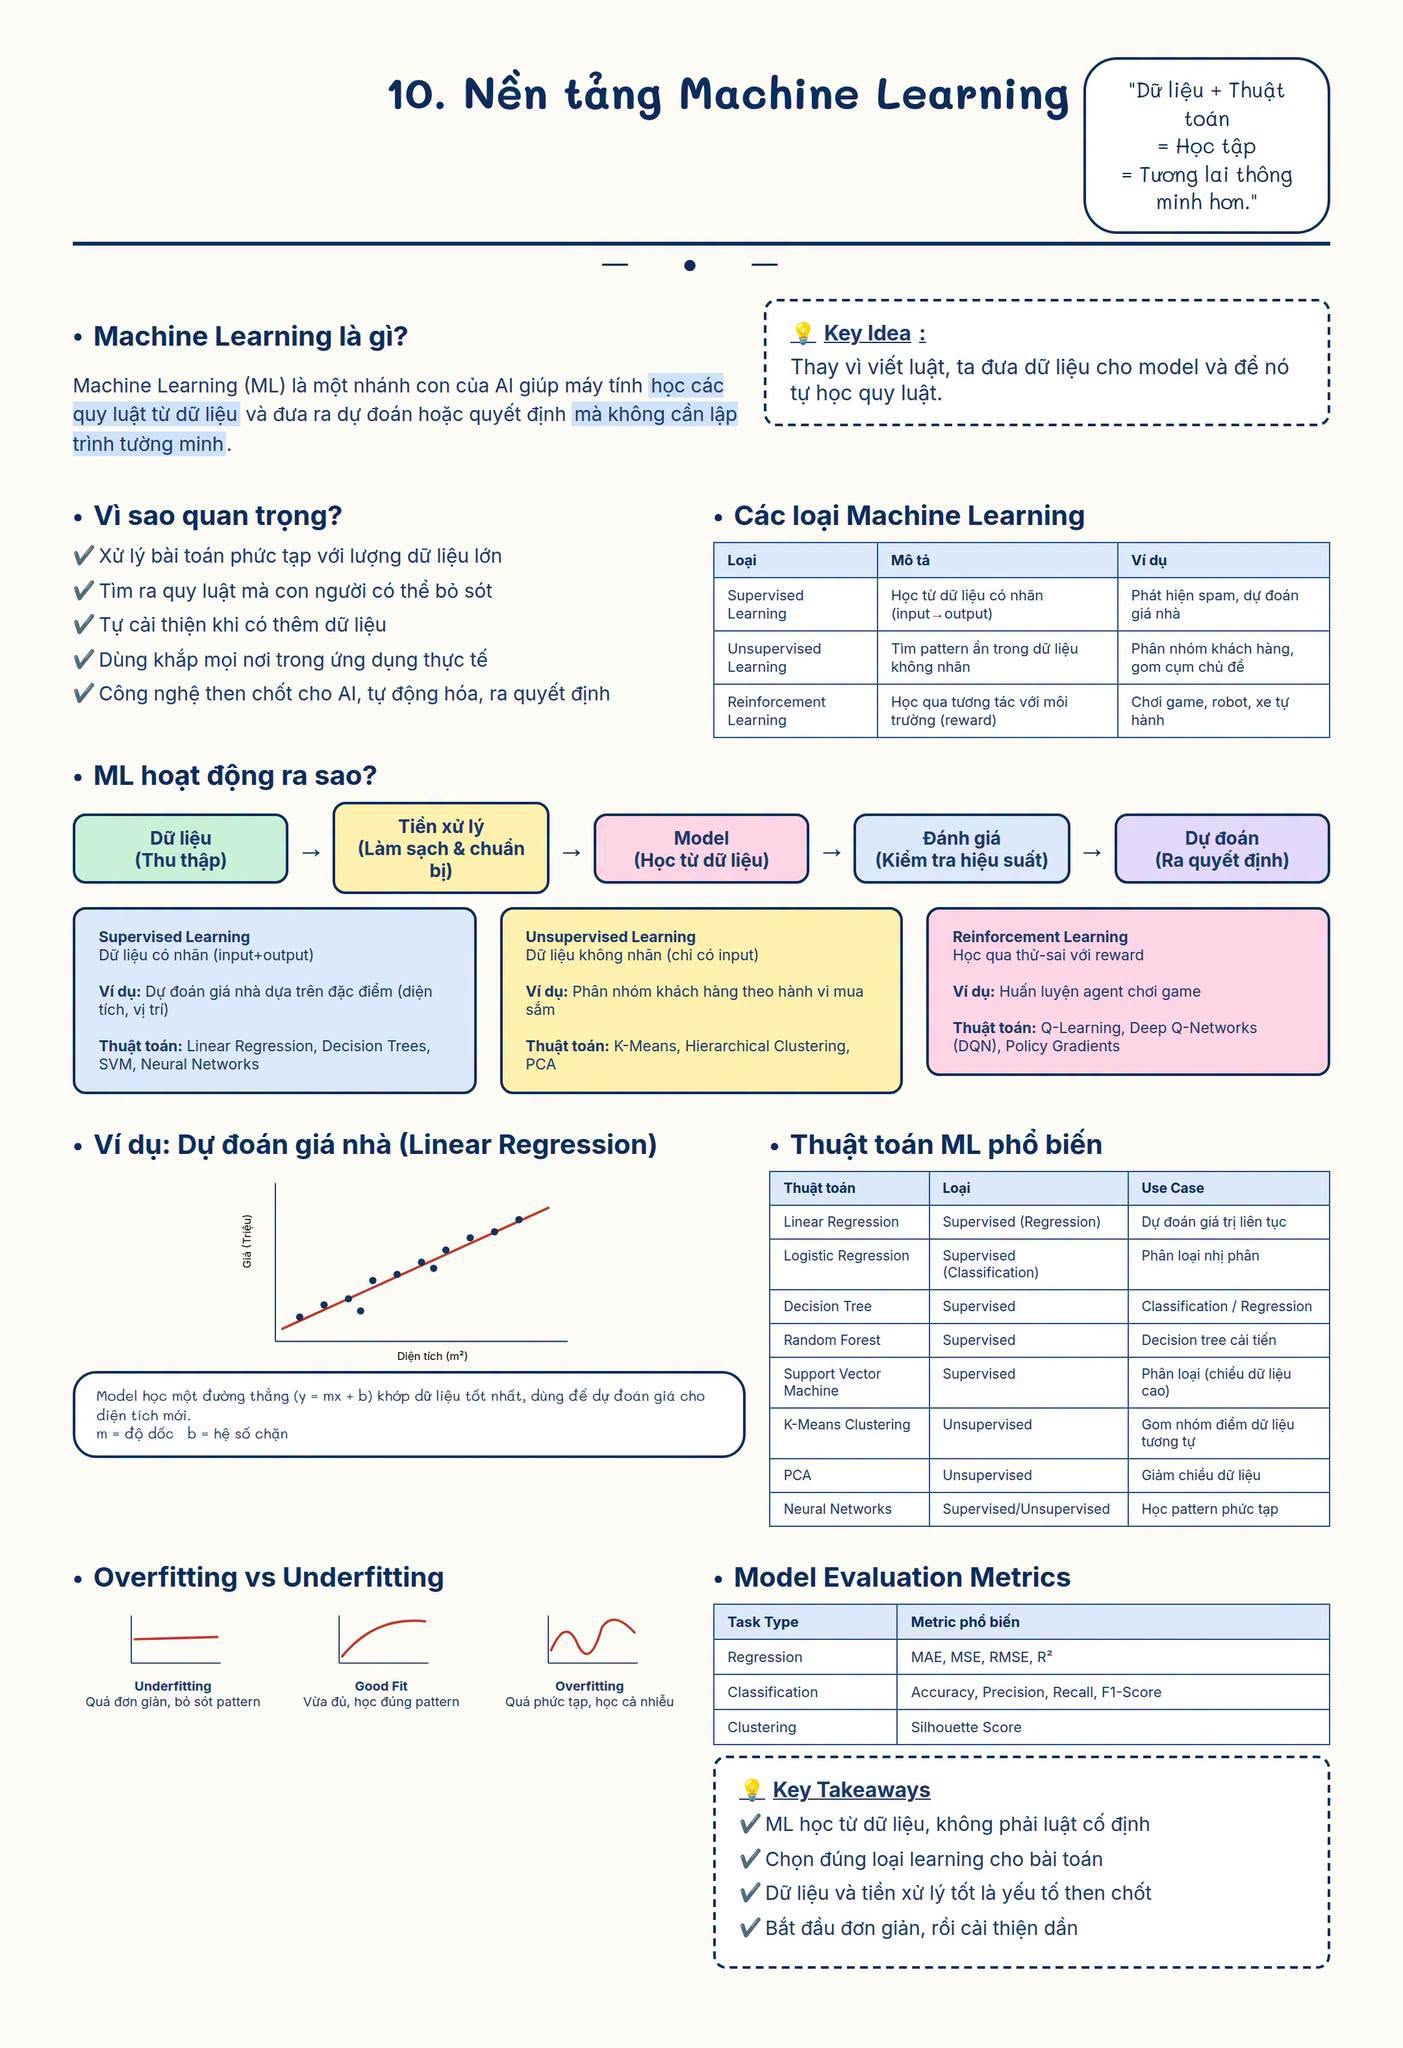 10. Nền tảng Machine Learning
"Dữ liệu + Thuật
toán
= Học tập
= Tương lai thông
minh hơn."
• Machine Learning là gì?
Machine Learning (ML) là một nhánh con của AI giúp máy tính học các
quy luật từ dữ liệu và đưa ra dự đoán hoặc quyết định mà không cần lập
trình tường minh.
💡 Key Idea :
Thay vì viết luật, ta đưa dữ liệu cho model và để nó
tự học quy luật.
• Vì sao quan trọng?
✔ Xử lý bài toán phức tạp với lượng dữ liệu lớn
✔ Tìm ra quy luật mà con người có thể bỏ sót
✔ Tự cải thiện khi có thêm dữ liệu
✔ Dùng khắp mọi nơi trong ứng dụng thực tế
✔ Công nghệ then chốt cho AI, tự động hóa, ra quyết định
• Các loại Machine Learning
Loại Mô tả Ví dụ
Supervised Học từ dữ liệu có nhãn Phát hiện spam, dự đoán
Learning (input→output) giá nhà
Unsupervised Tìm pattern ẩn trong dữ liệu Phân nhóm khách hàng,
Learning không nhãn gom cụm chủ đề
Reinforcement Học qua tương tác với môi Chơi game, robot, xe tự
Learning trường (reward) hành
• ML hoạt động ra sao?
Dữ liệu
(Thu thập)
→
Tiền xử lý
(Làm sạch & chuẩn
bị)
→
Model
(Học từ dữ liệu)
→
Đánh giá
(Kiểm tra hiệu suất)
→
Dự đoán
(Ra quyết định)
Supervised Learning
Dữ liệu có nhãn (input+output)
Ví dụ: Dự đoán giá nhà dựa trên đặc điểm (diện
tích, vị trí)
Thuật toán: Linear Regression, Decision Trees,
SVM, Neural Networks
Unsupervised Learning
Dữ liệu không nhãn (chỉ có input)
Ví dụ: Phân nhóm khách hàng theo hành vi mua
sắm
Thuật toán: K-Means, Hierarchical Clustering,
PCA
Reinforcement Learning
Học qua thử-sai với reward
Ví dụ: Huấn luyện agent chơi game
Thuật toán: Q-Learning, Deep Q-Networks
(DQN), Policy Gradients
• Ví dụ: Dự đoán giá nhà (Linear Regression)
Giá (Triệu)
Diện tích (m²)
Model học một đường thẳng (y = mx + b) khớp dữ liệu tốt nhất, dùng để dự đoán giá cho
diện tích mới.
m = độ dốc b = hệ số chặn
• Thuật toán ML phổ biến
Thuật toán Loại Use Case
Linear Regression Supervised (Regression) Dự đoán giá trị liên tục
Logistic Regression Supervised Phân loại nhị phân
(Classification)
Decision Tree Supervised Classification / Regression
Random Forest Supervised Decision tree cải tiến
Support Vector Supervised Phân loại (chiều dữ liệu
Machine cao)
K-Means Clustering Unsupervised Gom nhóm điểm dữ liệu
tương tự
PCA Unsupervised Giảm chiều dữ liệu
Neural Networks Supervised/Unsupervised Học pattern phức tạp
• Overfitting vs Underfitting
Underfitting
Quá đơn giản, bỏ sót pattern
Good Fit
Vừa đủ, học đúng pattern
Overfitting
Quá phức tạp, học cả nhiễu
• Model Evaluation Metrics
Task Type Metric phổ biến
Regression MAE, MSE, RMSE, R²
Classification Accuracy, Precision, Recall, F1-Score
Clustering Silhouette Score
💡 Key Takeaways
✔ ML học từ dữ liệu, không phải luật cố định
✔ Chọn đúng loại learning cho bài toán
✔ Dữ liệu và tiền xử lý tốt là yếu tố then chốt
✔ Bắt đầu đơn giản, rồi cải thiện dần